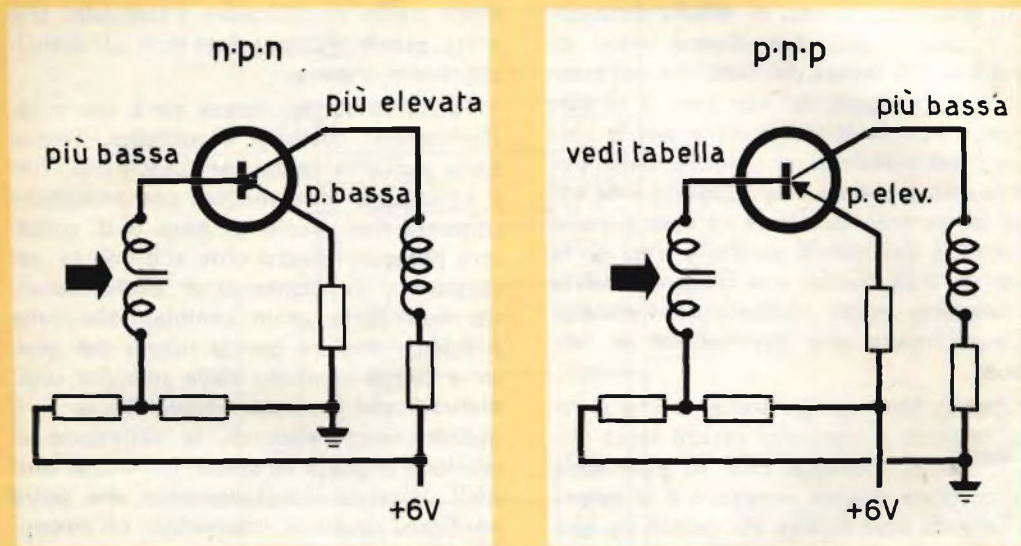 n·p·n
più elevata
più bassa
p. bassa
+6V
p·n·p
più bassa
vedi tabella
p. elev.
+6V